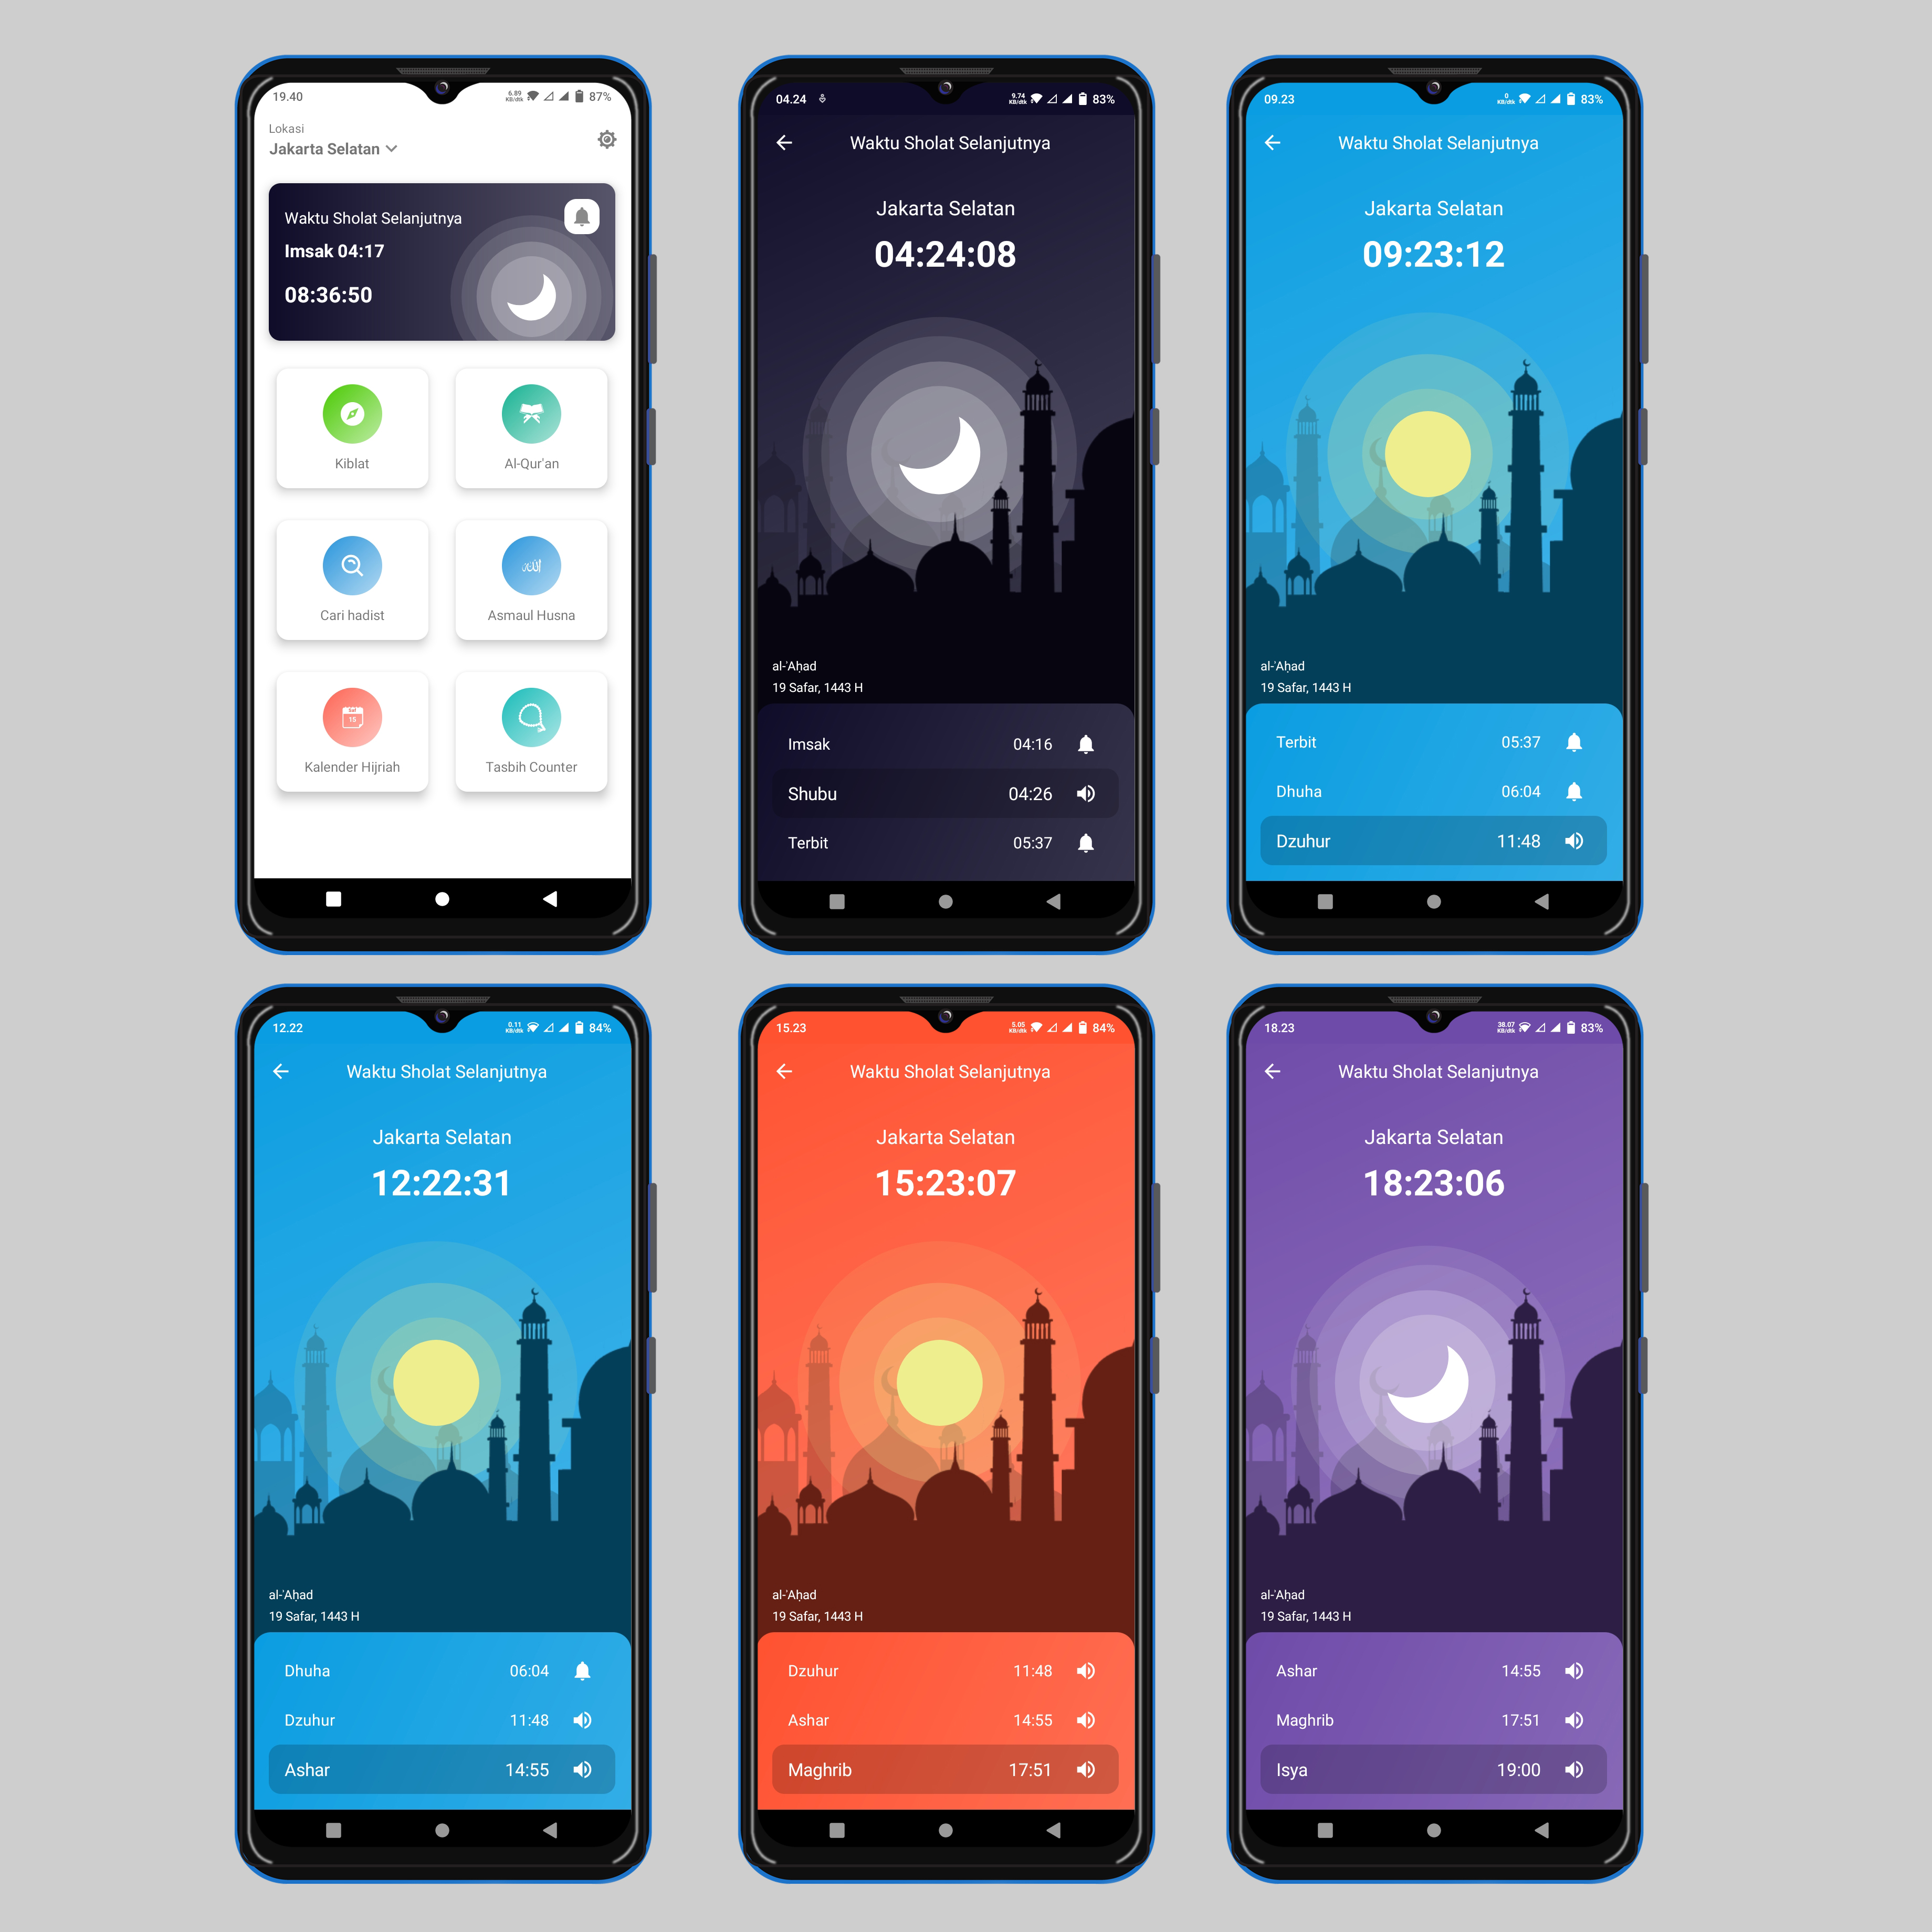 19.40
6.89
KB/dtk
87%
Lokasi
Jakarta Selatan
Waktu Sholat Selanjutnya
Imsak 04:17
08:36:50
Kiblat
Al-Qur'an
Cari hadist
Asmaul Husna
15
Kalender Hijriah
Tasbih Counter
04.24
9.74
KB/dtk
83%
Waktu Sholat Selanjutnya
Jakarta Selatan
04:24:08
al-'Aḥad
19 Safar, 1443 H
Imsak 04:16
Shubu 04:26
Terbit 05:37
09.23
0
KB/dtk
83%
Waktu Sholat Selanjutnya
Jakarta Selatan
09:23:12
al-'Aḥad
19 Safar, 1443 H
Terbit 05:37
Dhuha 06:04
Dzuhur 11:48
12.22
0.11
KB/dtk
84%
Waktu Sholat Selanjutnya
Jakarta Selatan
12:22:31
al-'Aḥad
19 Safar, 1443 H
Dhuha 06:04
Dzuhur 11:48
Ashar 14:55
15.23
5.05
KB/dtk
84%
Waktu Sholat Selanjutnya
Jakarta Selatan
15:23:07
al-'Aḥad
19 Safar, 1443 H
Dzuhur 11:48
Ashar 14:55
Maghrib 17:51
18.23
38.07
KB/dtk
83%
Waktu Sholat Selanjutnya
Jakarta Selatan
18:23:06
al-'Aḥad
19 Safar, 1443 H
Ashar 14:55
Maghrib 17:51
Isya 19:00